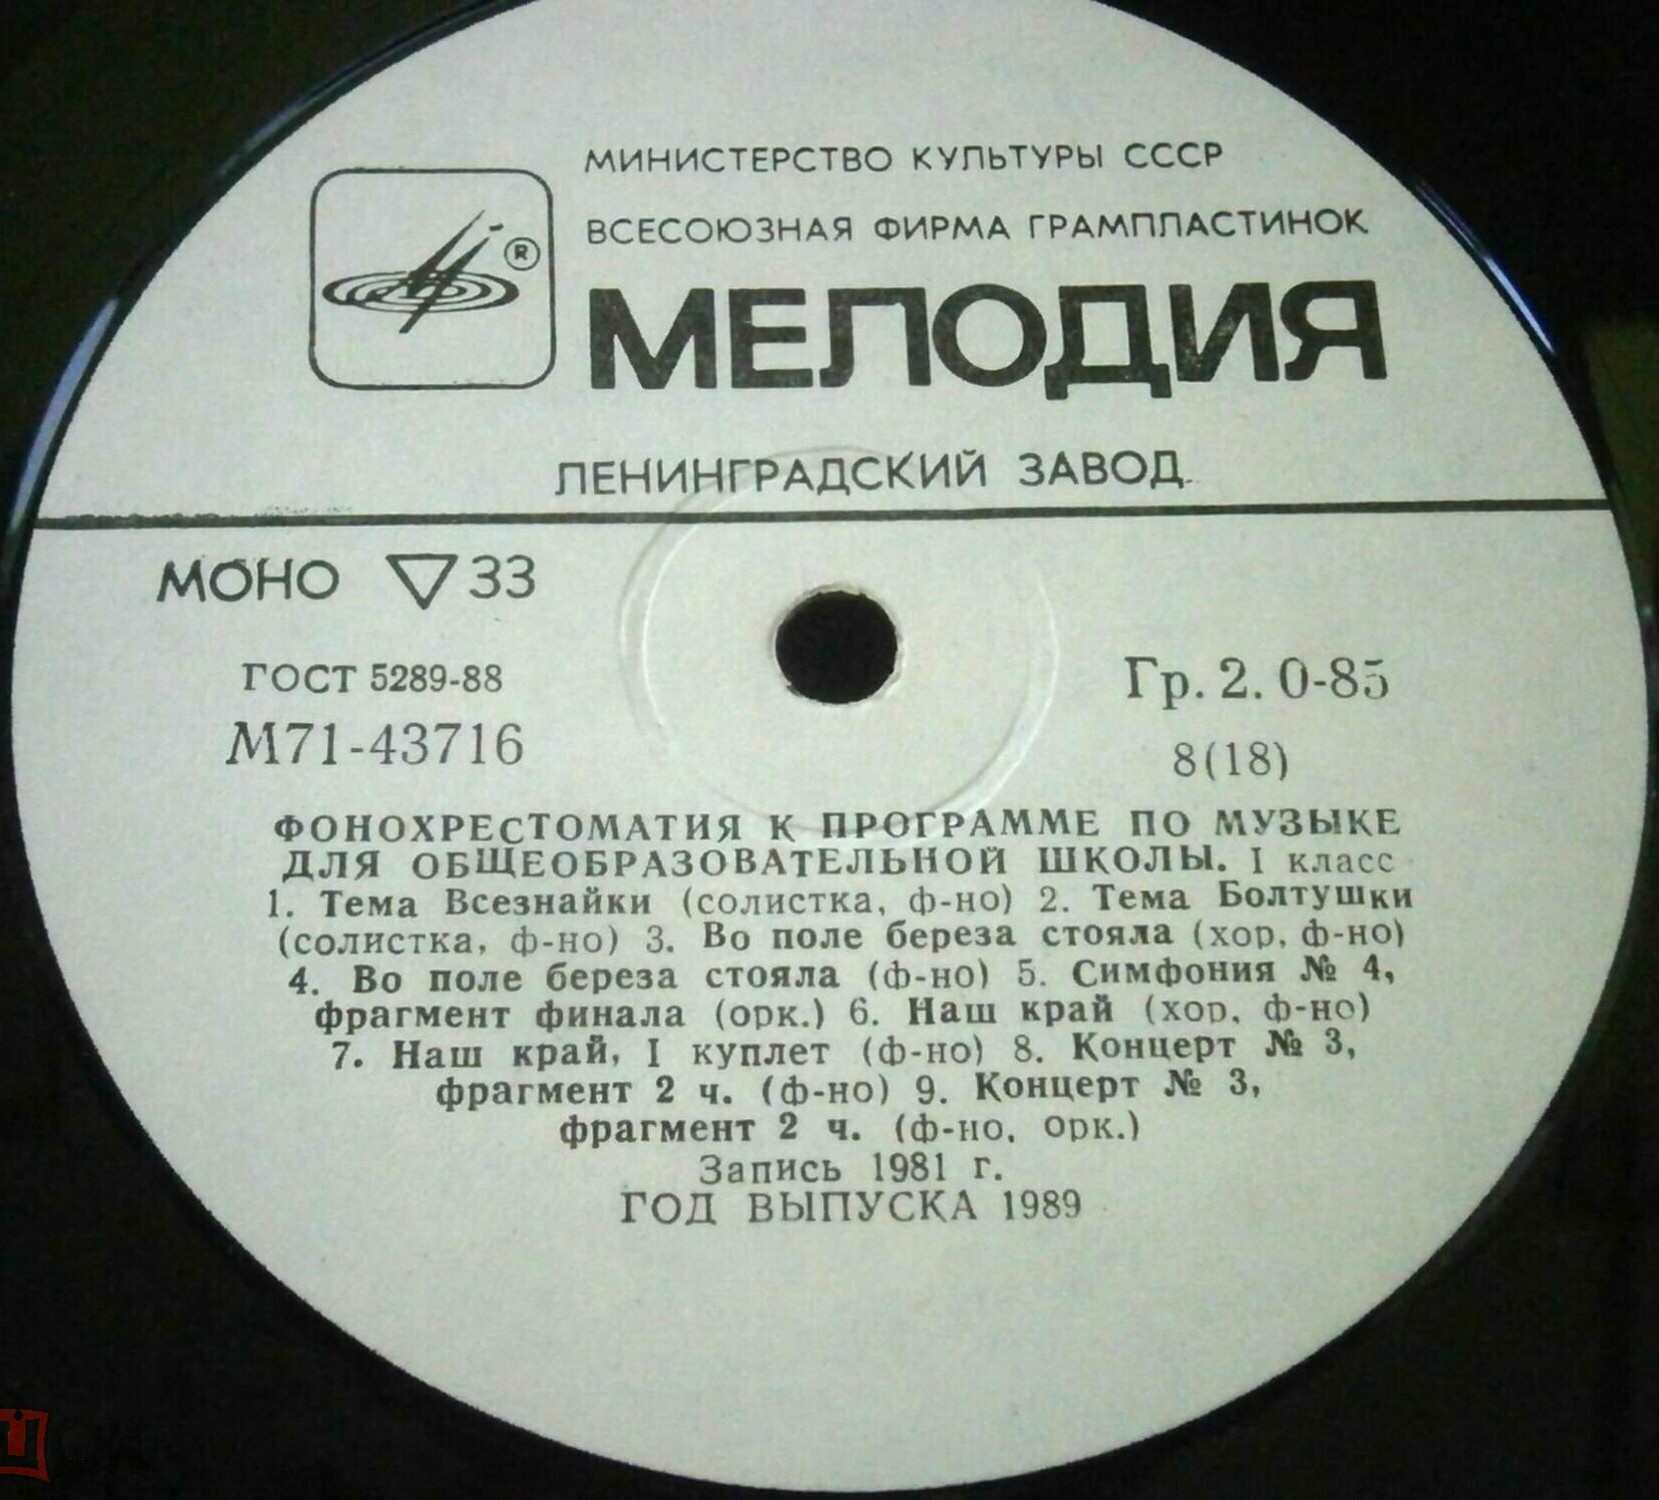 МИНИСТЕРСТВО КУЛЬТУРЫ СССР
ВСЕСОЮЗНАЯ ФИРМА ГРАМПЛАСТИНОК
®
МЕЛОДИЯ
ЛЕНИНГРАДСКИЙ ЗАВОД
МОНО ▽ 33
ГОСТ 5289-88
Гр. 2. 0-85
М71-43716
8(18)
ФОНОХРЕСТОМАТИЯ К ПРОГРАММЕ ПО МУЗЫКЕ
ДЛЯ ОБЩЕОБРАЗОВАТЕЛЬНОЙ ШКОЛЫ. I класс
1. Тема Всезнайки (солистка, ф-но) 2. Тема Болтушки
(солистка, ф-но) 3. Во поле береза стояла (хор, ф-но)
4. Во поле береза стояла (ф-но) 5. Симфония № 4,
фрагмент финала (орк.) 6. Наш край (хор, ф-но)
7. Наш край, I куплет (ф-но) 8. Концерт № 3,
фрагмент 2 ч. (ф-но) 9. Концерт № 3,
фрагмент 2 ч. (ф-но, орк.)
Запись 1981 г.
ГОД ВЫПУСКА 1989